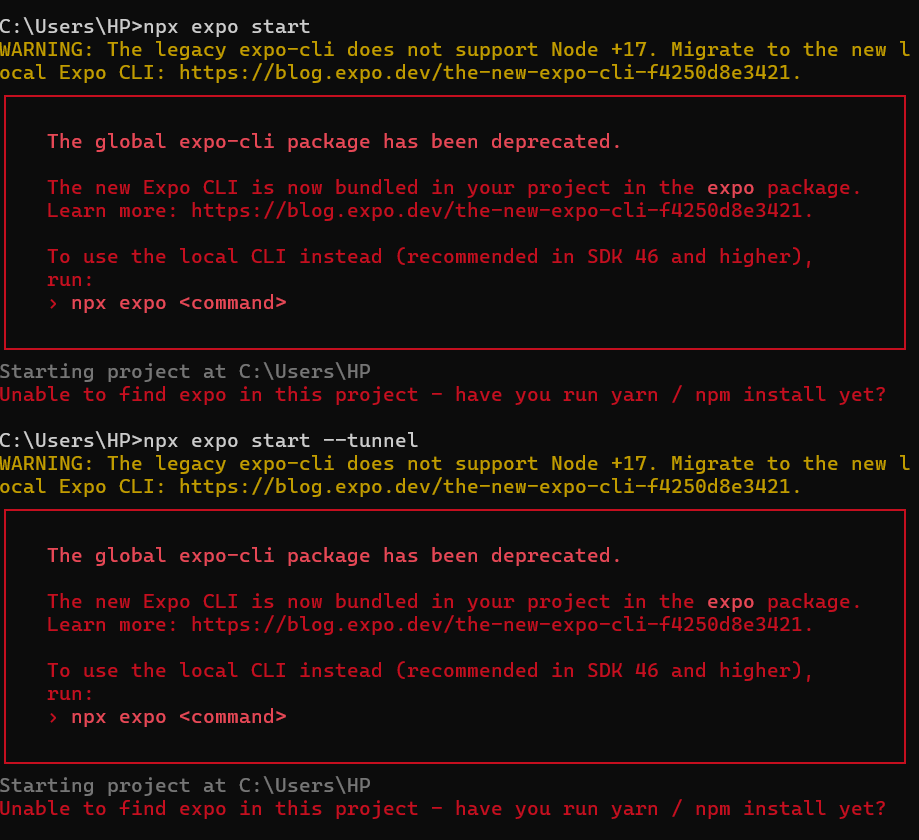 C:\Users\HP>npx expo start
WARNING: The legacy expo-cli does not support Node +17. Migrate to the new l
ocal Expo CLI: https://blog.expo.dev/the-new-expo-cli-f4250d8e3421.
The global expo-cli package has been deprecated.
The new Expo CLI is now bundled in your project in the expo package.
Learn more: https://blog.expo.dev/the-new-expo-cli-f4250d8e3421.
To use the local CLI instead (recommended in SDK 46 and higher),
run:
› npx expo <command>
Starting project at C:\Users\HP
Unable to find expo in this project - have you run yarn / npm install yet?
C:\Users\HP>npx expo start --tunnel
WARNING: The legacy expo-cli does not support Node +17. Migrate to the new l
ocal Expo CLI: https://blog.expo.dev/the-new-expo-cli-f4250d8e3421.
The global expo-cli package has been deprecated.
The new Expo CLI is now bundled in your project in the expo package.
Learn more: https://blog.expo.dev/the-new-expo-cli-f4250d8e3421.
To use the local CLI instead (recommended in SDK 46 and higher),
run:
› npx expo <command>
Starting project at C:\Users\HP
Unable to find expo in this project - have you run yarn / npm install yet?